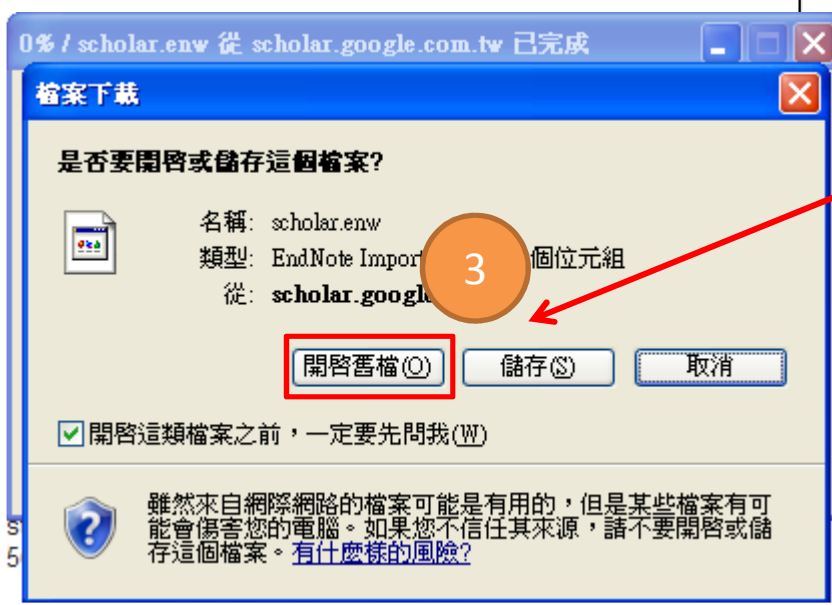 0% / scholar.enw 從 scholar.google.com.tw 已完成
檔案下載
是否要開啟或儲存這個檔案?
名稱: scholar.enw
類型: EndNote Import 個位元組
3
從: scholar.google
開啟舊檔(O) 儲存(S) 取消
開啟這類檔案之前，一定要先問我(W)
雖然來自網際網路的檔案可能是有用的，但是某些檔案有可
能會傷害您的電腦。如果您不信任其來源，請不要開啟或儲
存這個檔案。有什麼樣的風險?
s
5